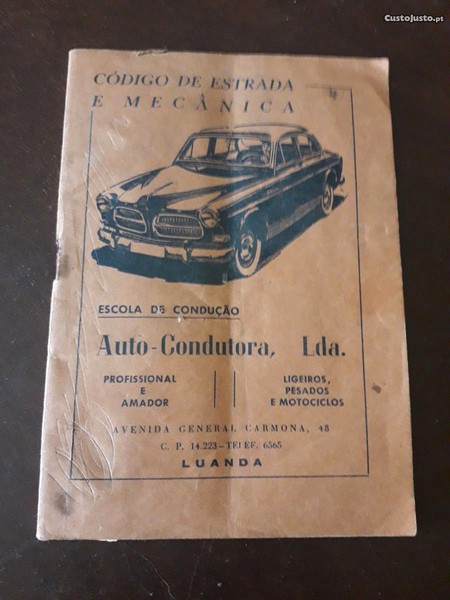 CustoJusto.pt
CÓDIGO DE ESTRADA
E MECÂNICA
ESCOLA DE CONDUÇÃO
Auto-Condutora, Lda.
PROFISSIONAL
E
AMADOR
LIGEIROS,
PESADOS
E MOTOCICLOS
AVENIDA GENERAL CARMONA, 48
C. P. 14.223—TELEF. 6565
LUANDA